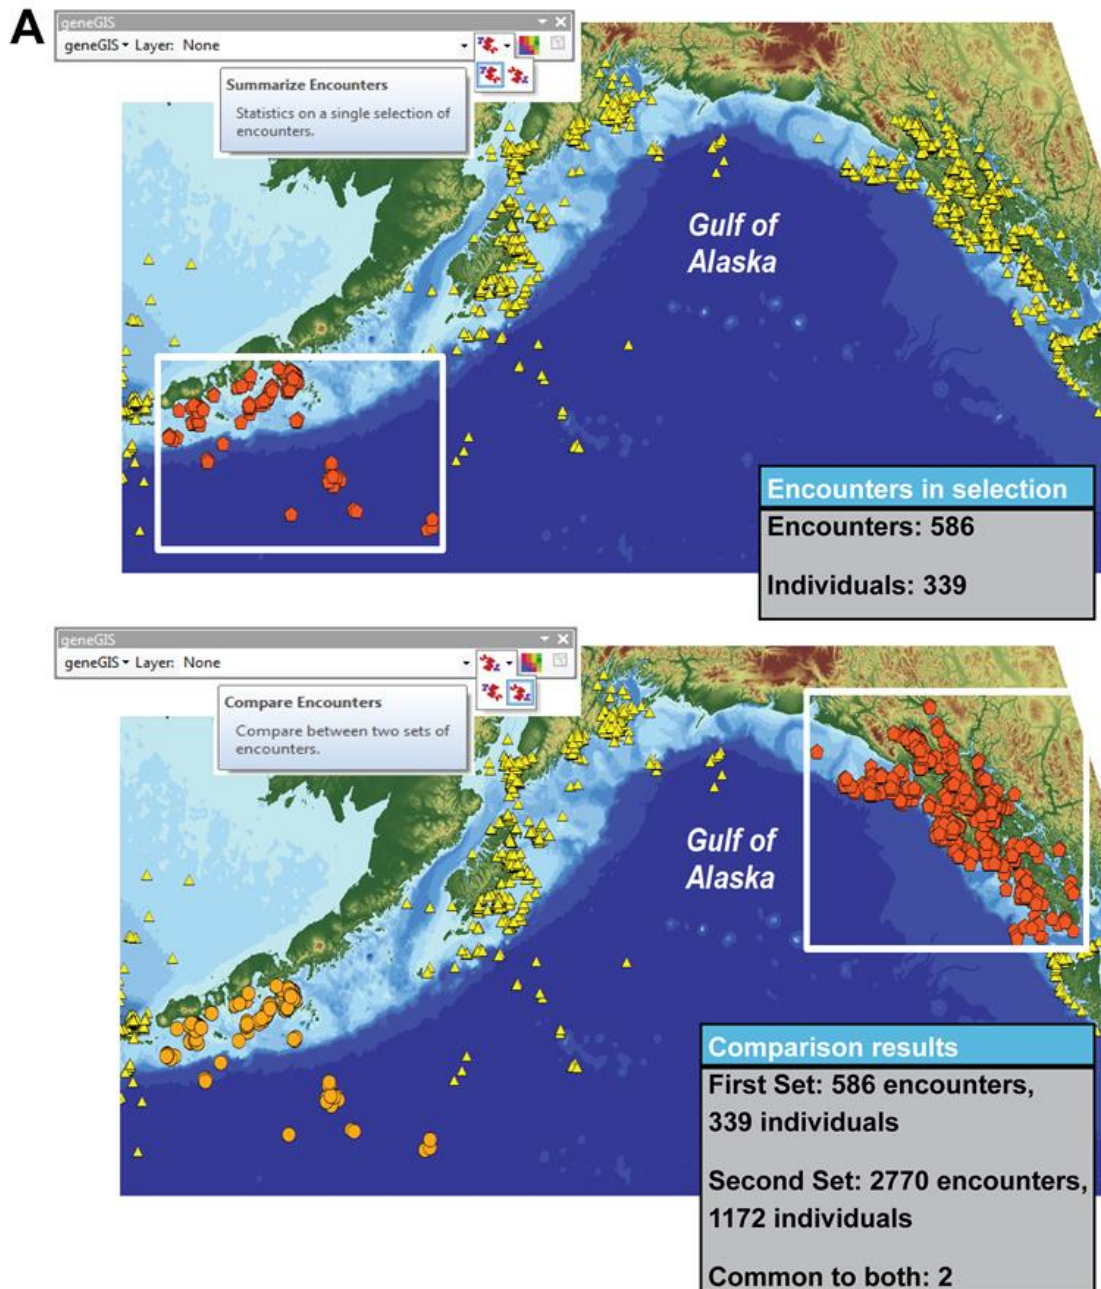 A
geneGIS
geneGIS Layer: None
Summarize Encounters
Statistics on a single selection of
encounters.
Gulf of
Alaska
Encounters in selection
Encounters: 586
Individuals: 339
geneGIS
geneGIS Layer: None
Compare Encounters
Compare between two sets of
encounters.
Gulf of
Alaska
Comparison results
First Set: 586 encounters,
339 individuals
Second Set: 2770 encounters,
1172 individuals
Common to both: 2